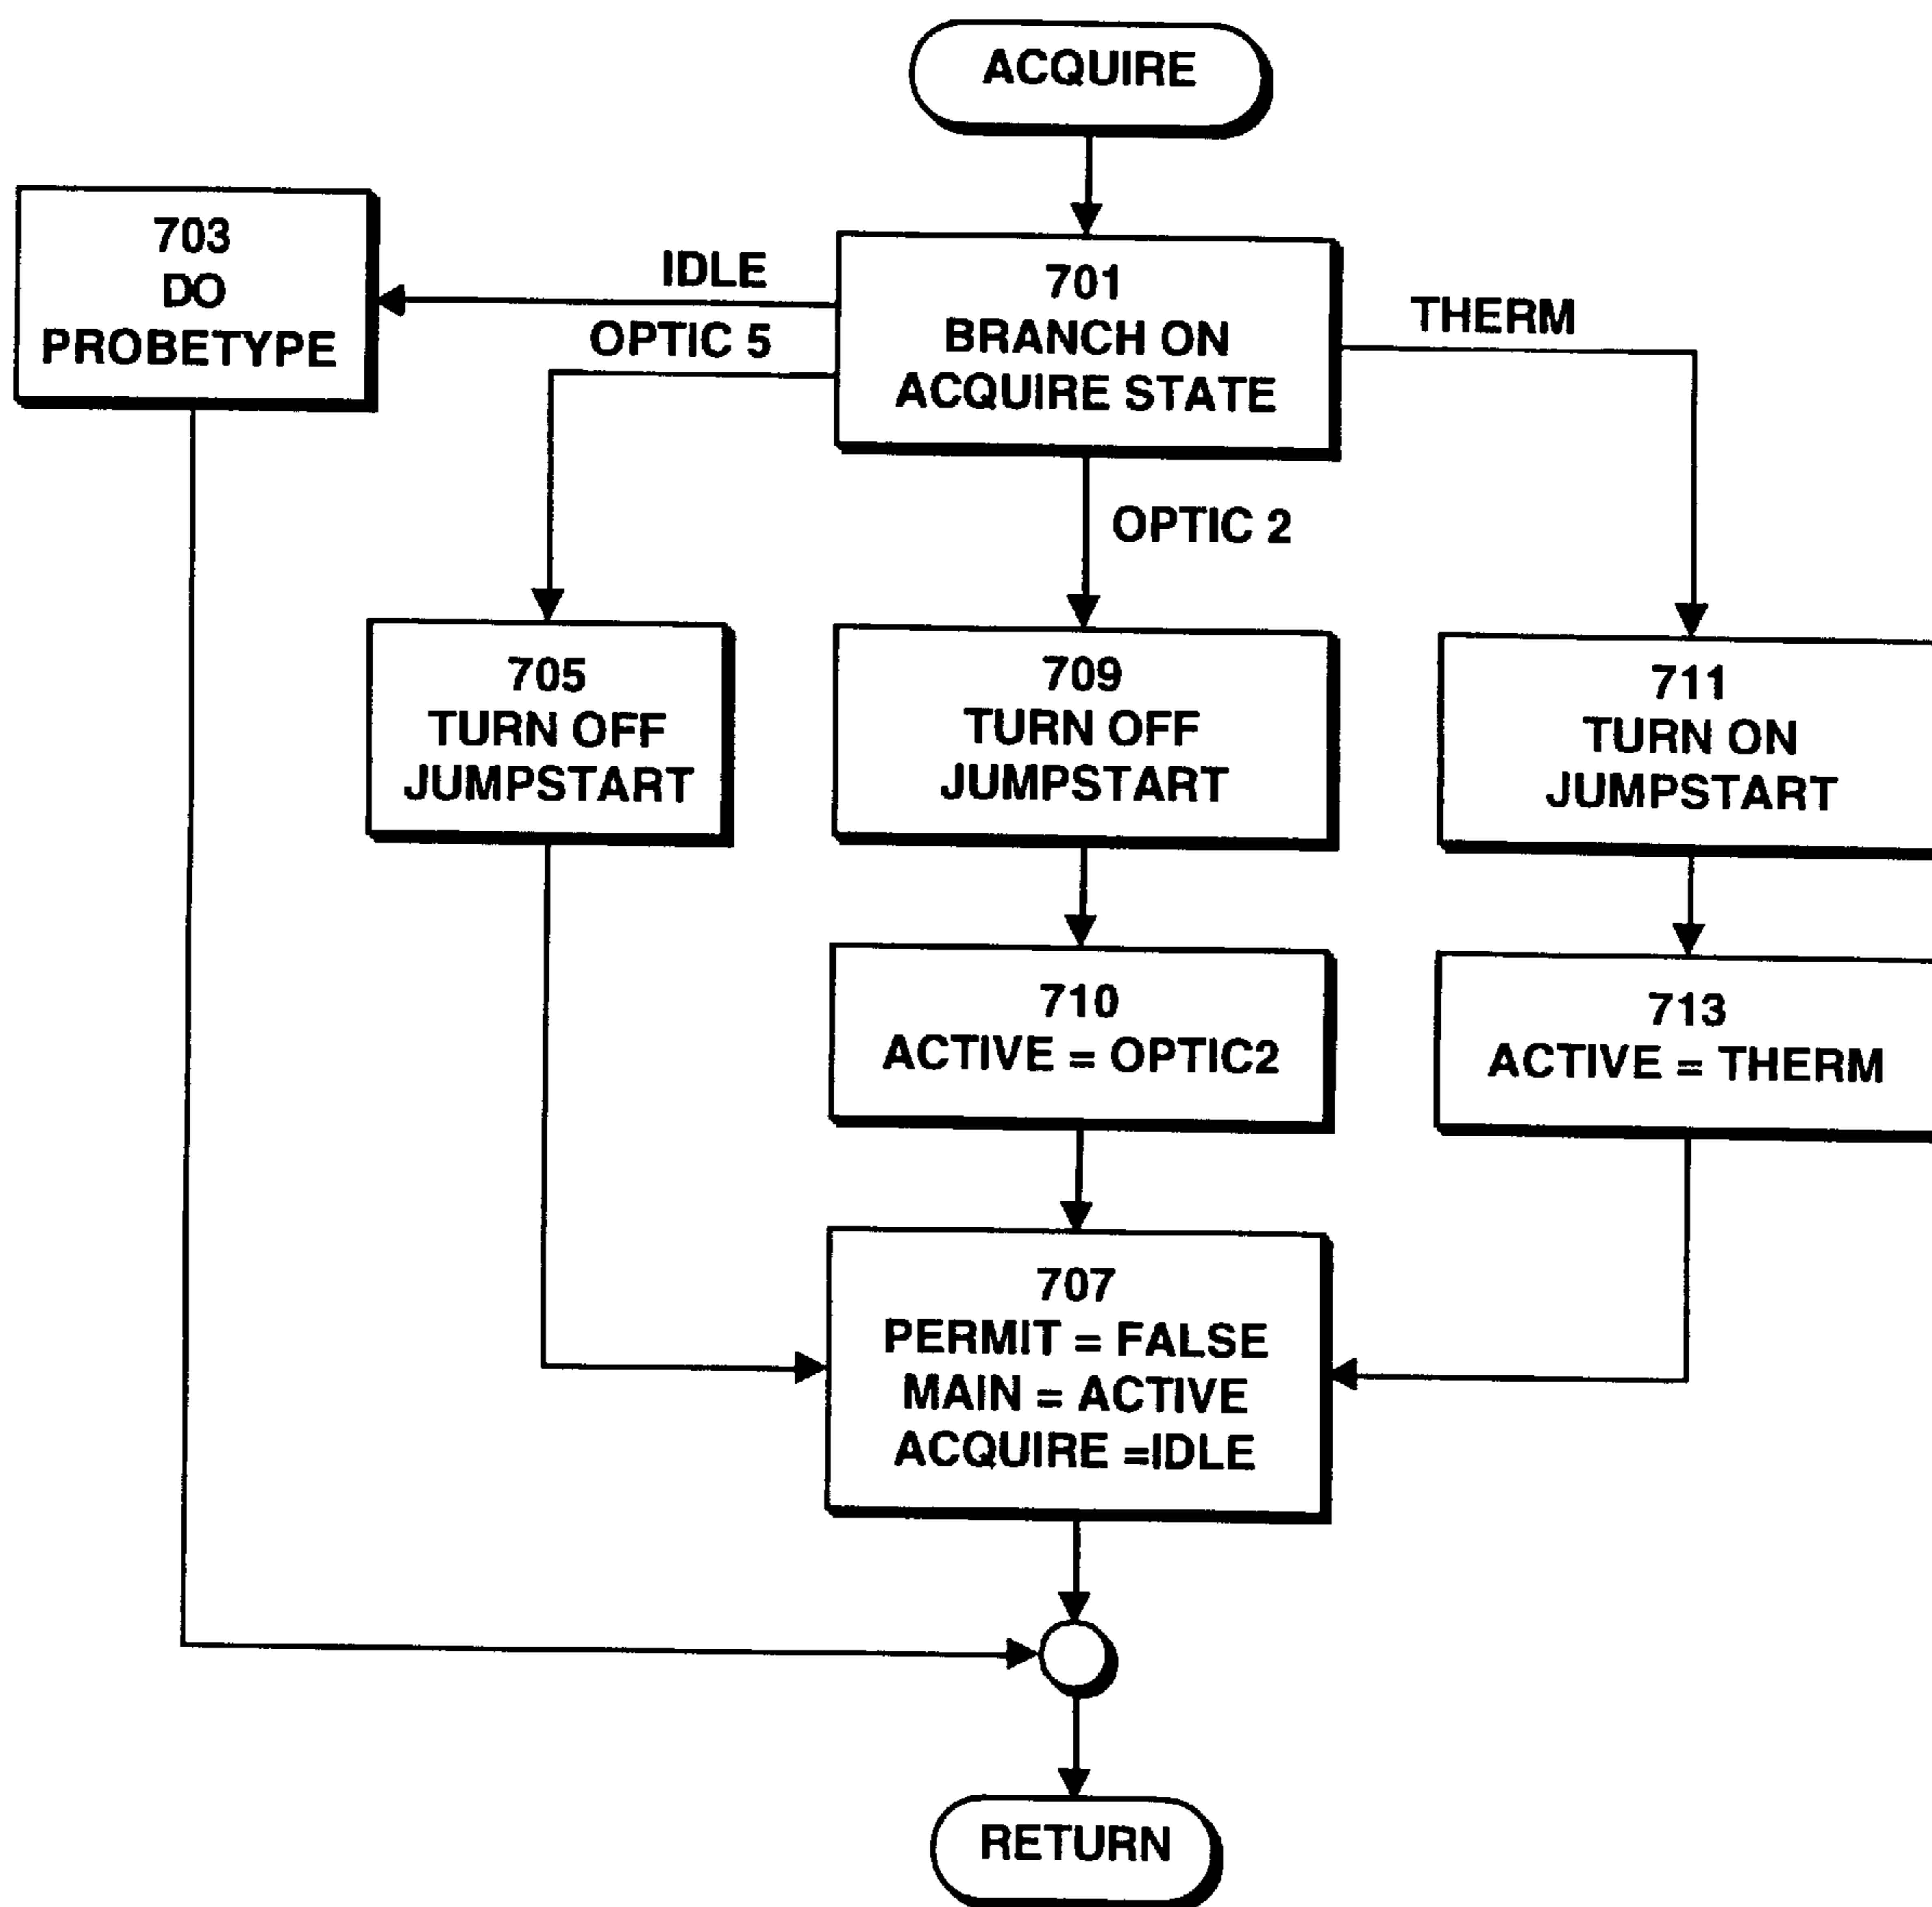 ACQUIRE
703
DO
PROBETYPE
IDLE
OPTIC 5
701
BRANCH ON
ACQUIRE STATE
THERM
OPTIC 2
705
TURN OFF
JUMPSTART
709
TURN OFF
JUMPSTART
711
TURN ON
JUMPSTART
710
ACTIVE = OPTIC2
713
ACTIVE = THERM
707
PERMIT = FALSE
MAIN = ACTIVE
ACQUIRE =IDLE
RETURN